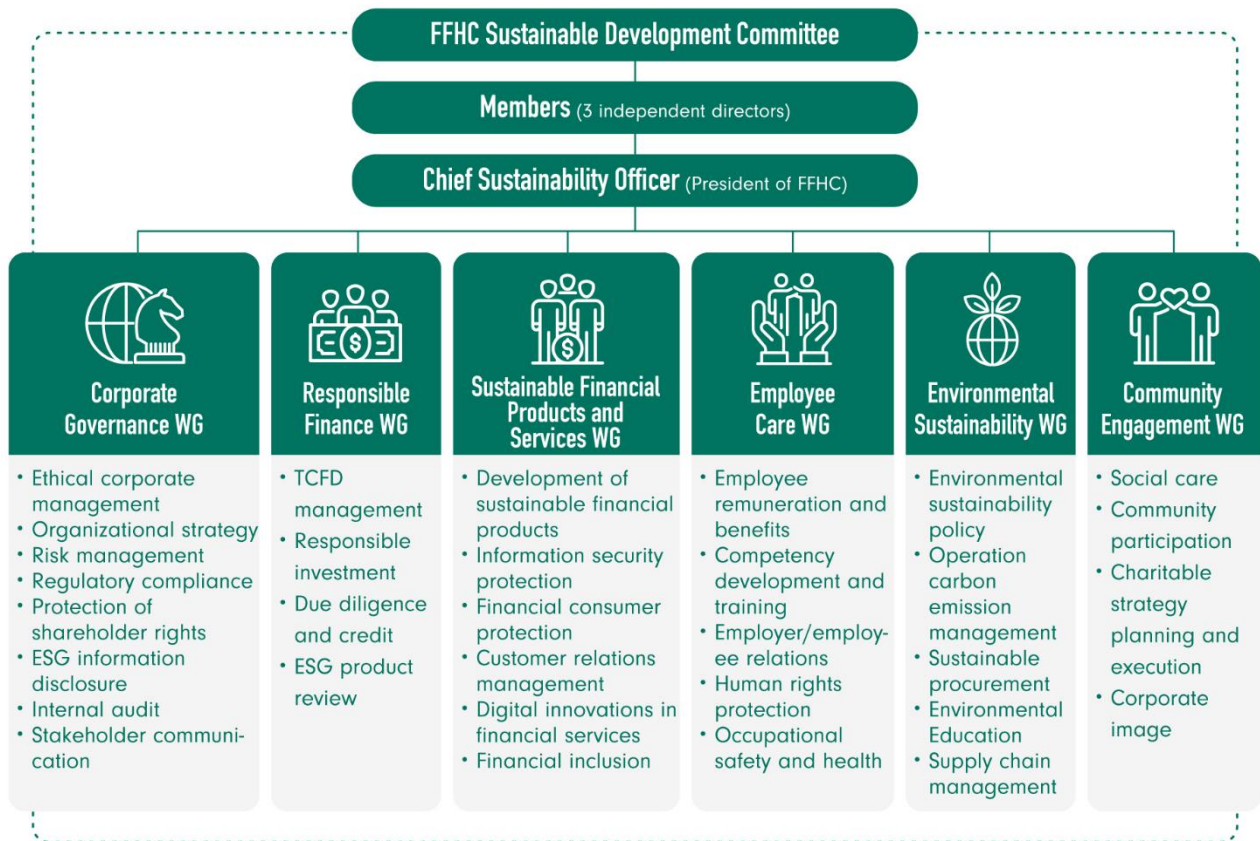 FFHC Sustainable Development Committee
Members (3 independent directors)
Chief Sustainability Officer (President of FFHC)
Corporate
Governance WG
• Ethical corporate
management
• Organizational strategy
• Risk management
• Regulatory compliance
• Protection of
shareholder rights
• ESG information
disclosure
• Internal audit
• Stakeholder communi-
cation
Responsible
Finance WG
• TCFD
management
• Responsible
investment
• Due diligence
and credit
• ESG product
review
Sustainable Financial
Products and
Services WG
• Development of
sustainable financial
products
• Information security
protection
• Financial consumer
protection
• Customer relations
management
• Digital innovations in
financial services
• Financial inclusion
Employee
Care WG
• Employee
remuneration and
benefits
• Competency
development and
training
• Employer/employ-
ee relations
• Human rights
protection
• Occupational
safety and health
Environmental
Sustainability WG
• Environmental
sustainability
policy
• Operation
carbon
emission
management
• Sustainable
procurement
• Environmental
Education
• Supply chain
management
Community
Engagement WG
• Social care
• Community
participation
• Charitable
strategy
planning and
execution
• Corporate
image